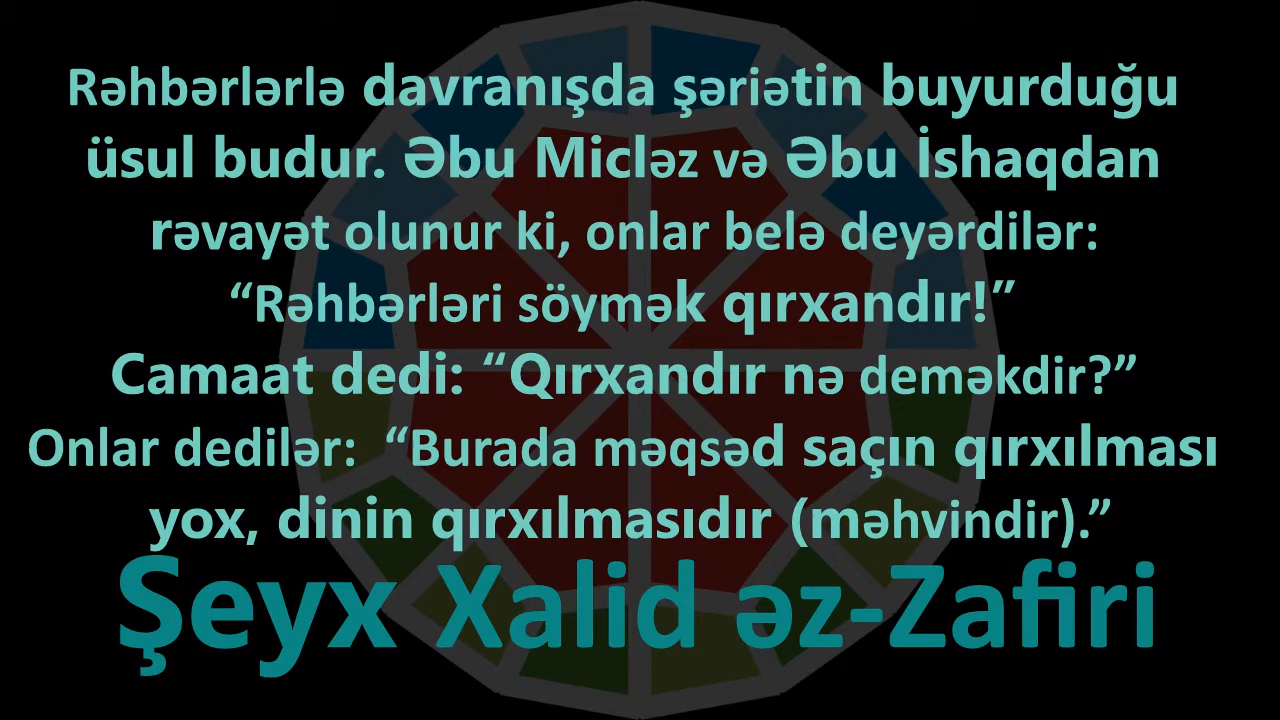 Rəhbərlərlə davranışda şəriətin buyurduğu
üsul budur. Əbu Micləz və Əbu İshaqdan
rəvayət olunur ki, onlar belə deyərdilər:
“Rəhbərləri söymək qırxandır!”
Camaat dedi: “Qırxandır nə deməkdir?”
Onlar dedilər: “Burada məqsəd saçın qırxılması
yox, dinin qırxılmasıdır (məhvindir).”
Şeyx Xalid əz-Zafiri